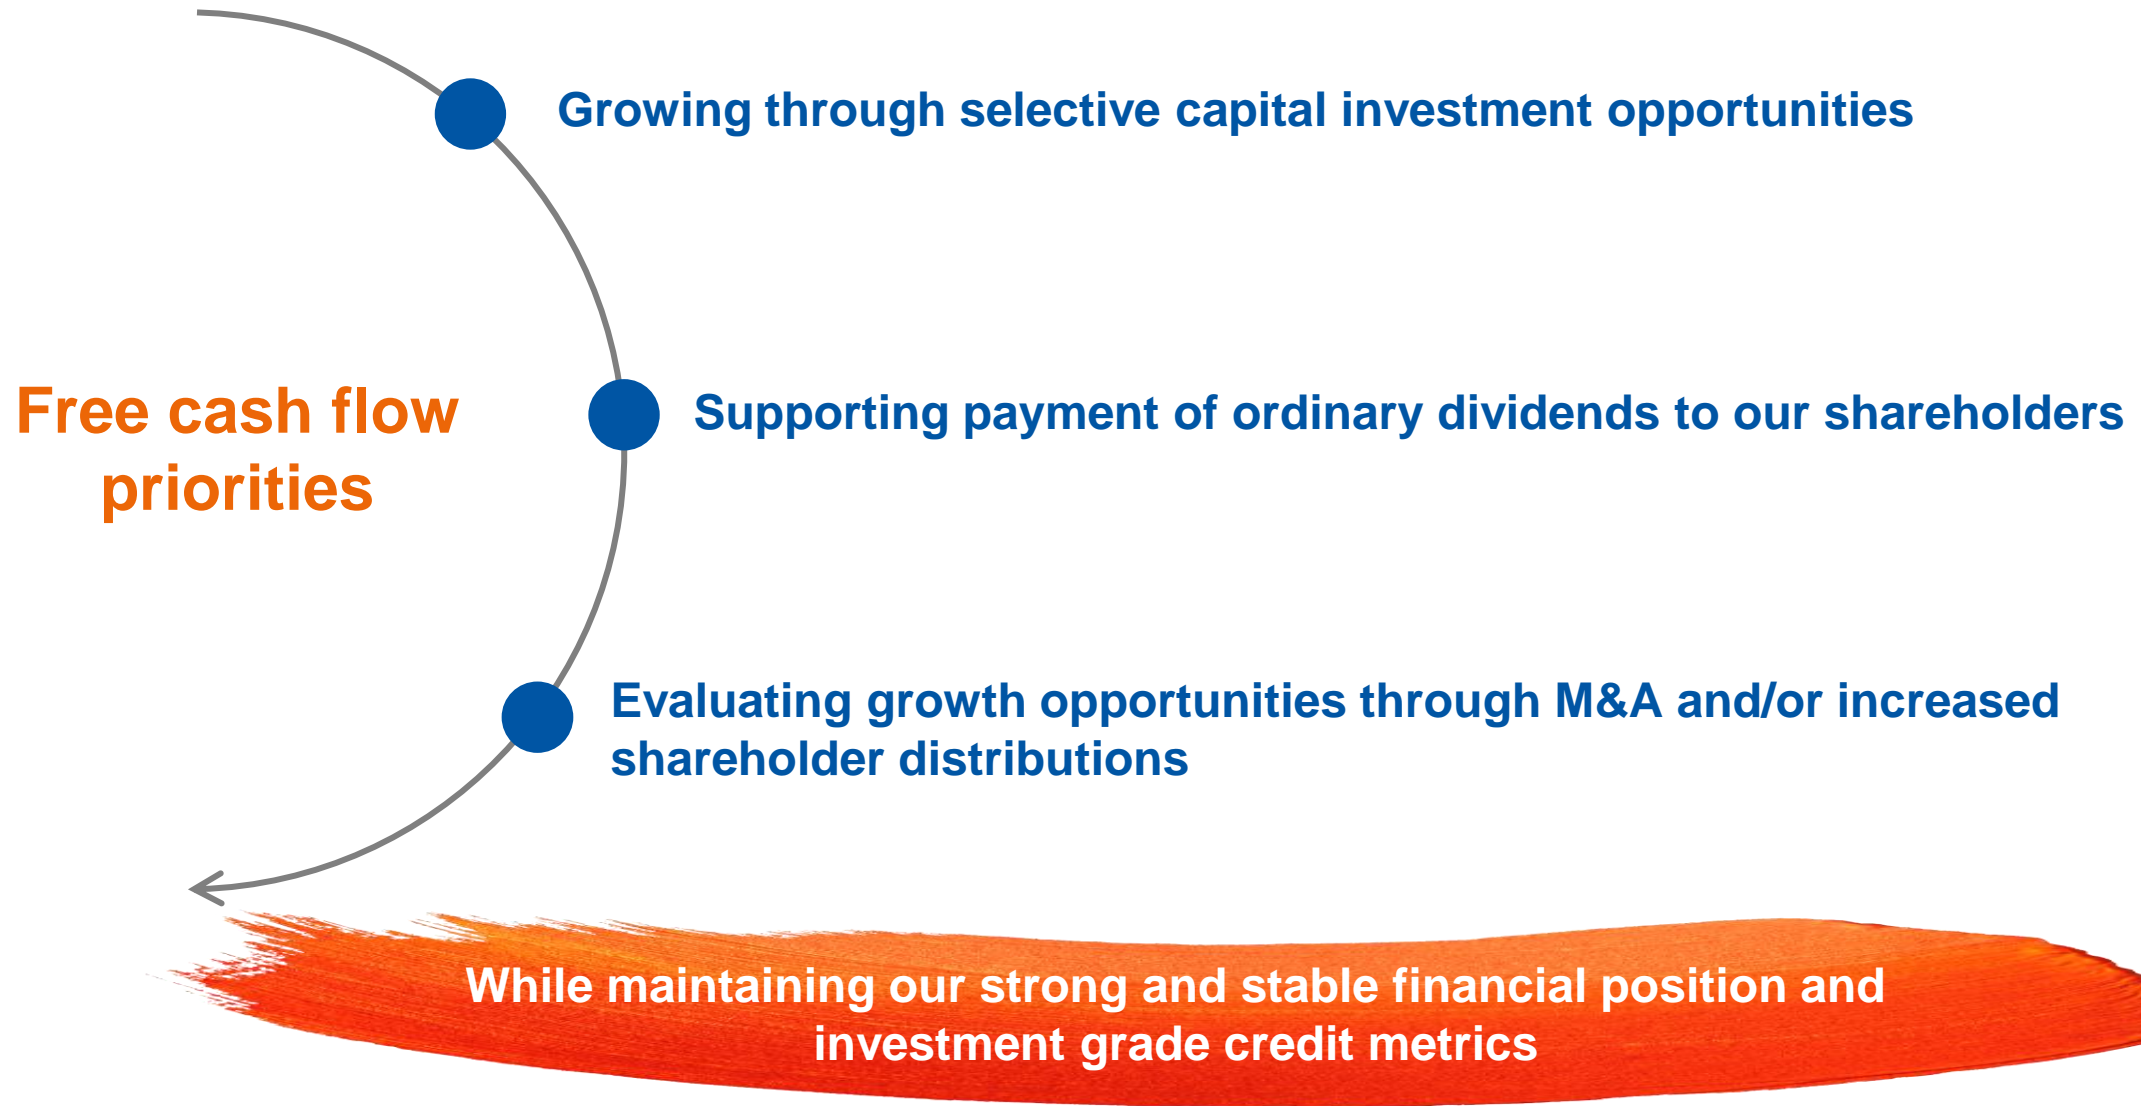 Growing through selective capital investment opportunities
Free cash flow
priorities
Supporting payment of ordinary dividends to our shareholders
Evaluating growth opportunities through M&A and/or increased
shareholder distributions
While maintaining our strong and stable financial position and
investment grade credit metrics